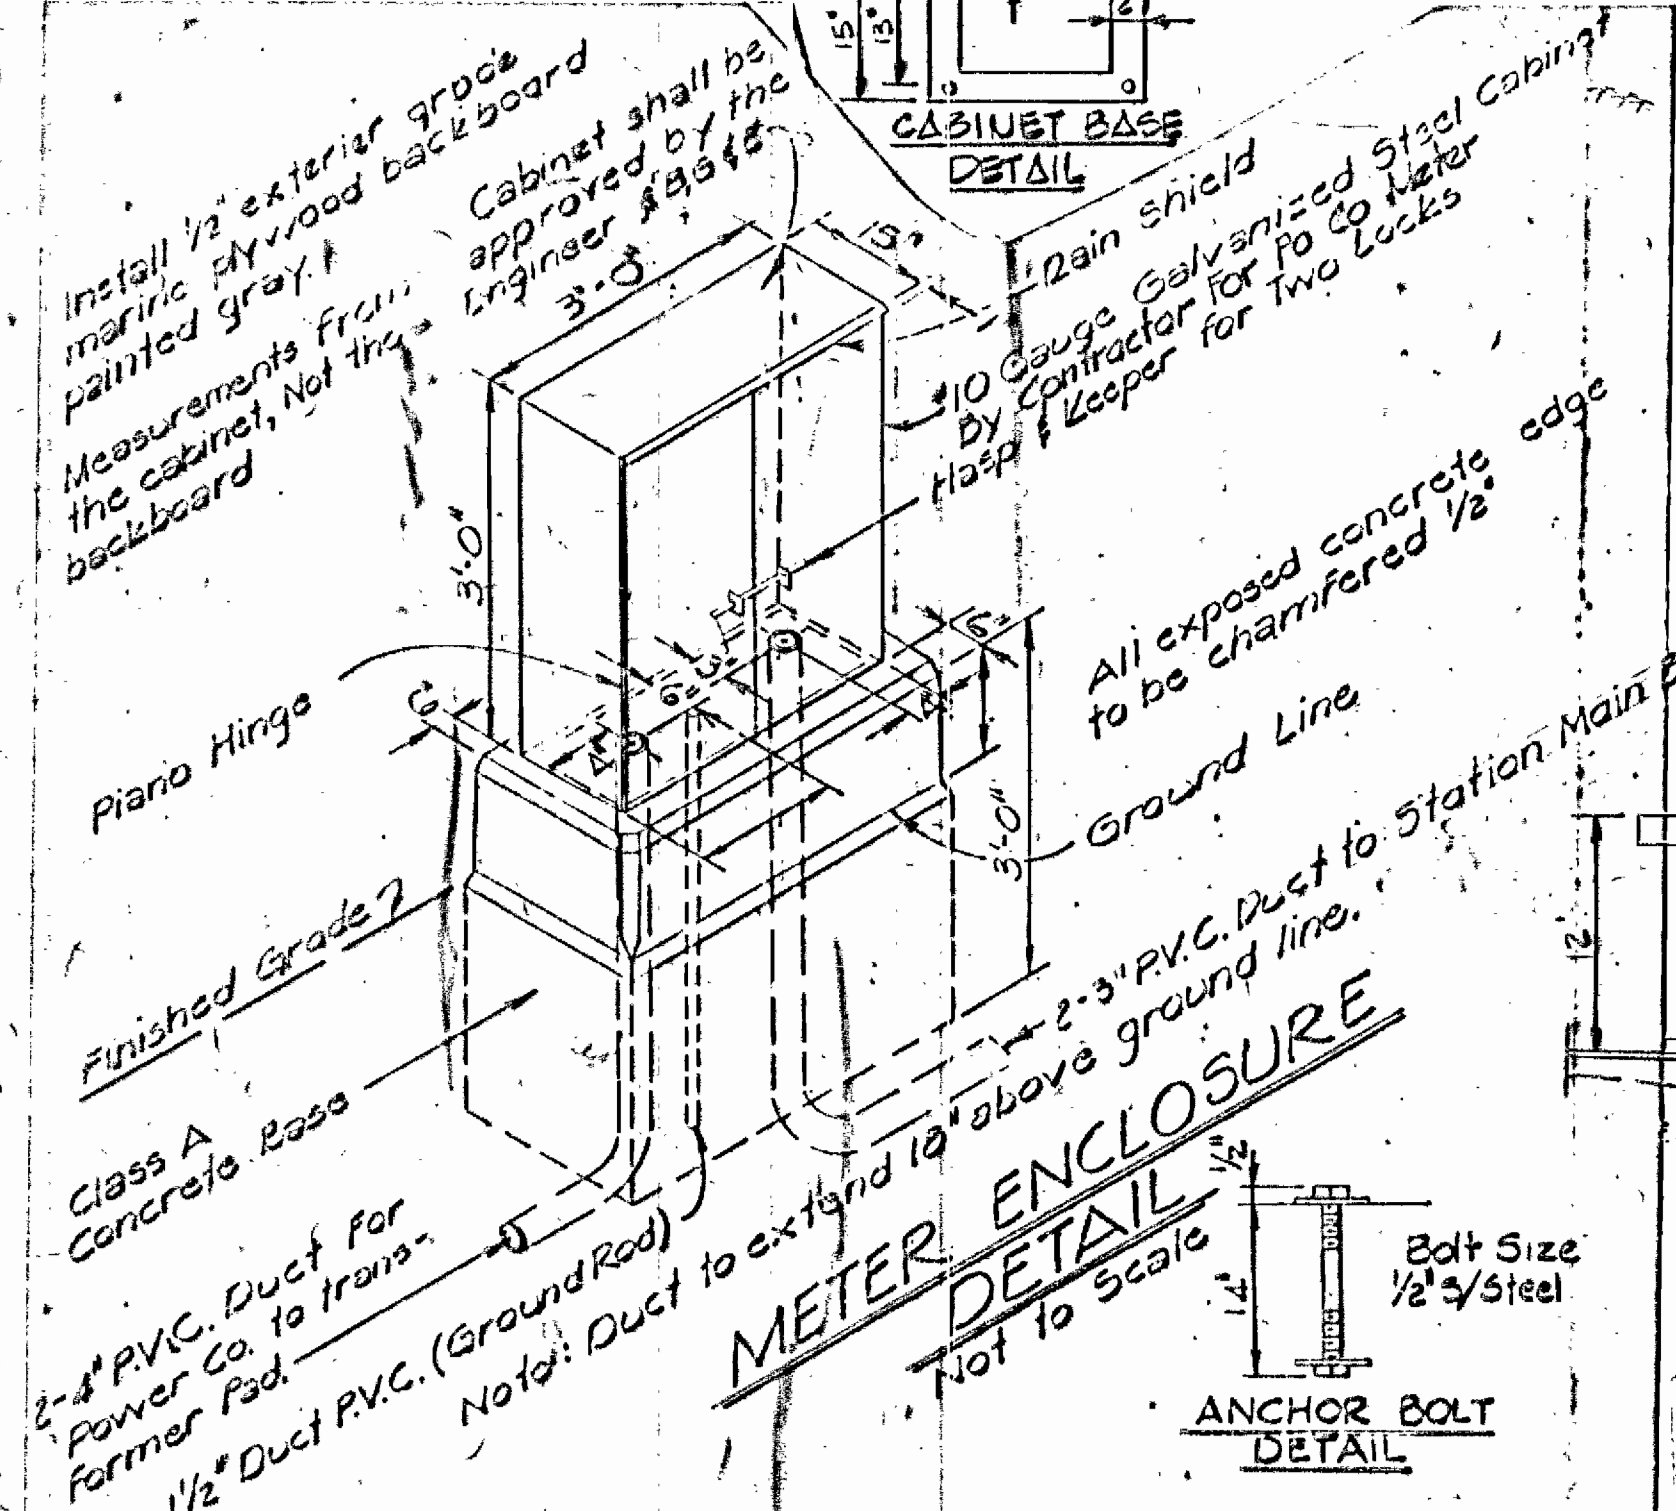 15"
13"
CABINET BASE
DETAIL
Install 1/2" exterior grade
marine plywood backboard
painted gray.
Measurements from
the cabinet, Not the
backboard
Cabinet shall be
approved by the
Engineer
3'-0"
Rain shield
#10 Gauge Galvanized Steel Cabinet
By Contractor For Po Co Meter
Hasp & Keeper for Two Locks
3'-0"
All exposed concrete edge
to be chamfered 1/2"
Piano Hinge
6"
6"
6"
4"
4"
Ground Line
3'-0"
2-3" P.V.C. Duct to Station Main
Finished Grade
Class A
Concrete Base
2-4" P.V.C. Duct For
Power Co. to trans-
former Pad.
1 1/2" Duct P.V.C. (Ground Rod)
Note: Duct to extend 18" above ground line.
METER ENCLOSURE
DETAIL
Not to Scale
12"
1/2"
14"
Bolt Size
1/2" S/Steel
ANCHOR BOLT
DETAIL